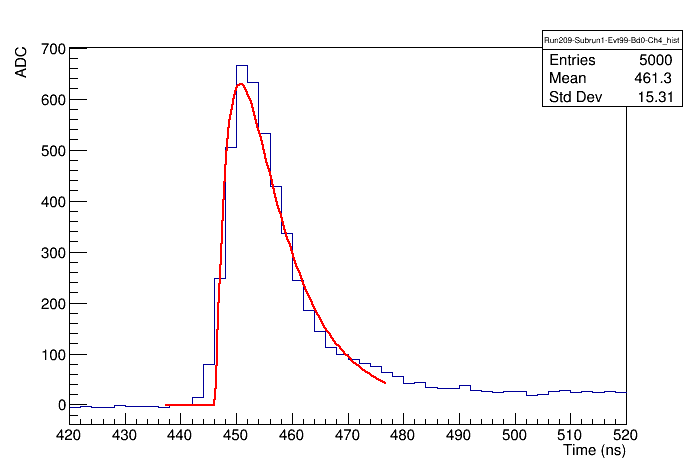 Run209-Subrun1-Evt99-Bd0-Ch4_hist
Entries 5000
Mean 461.3
Std Dev 15.31
ADC
700
600
500
400
300
200
100
0
420 430 440 450 460 470 480 490 500 510 520
Time (ns)